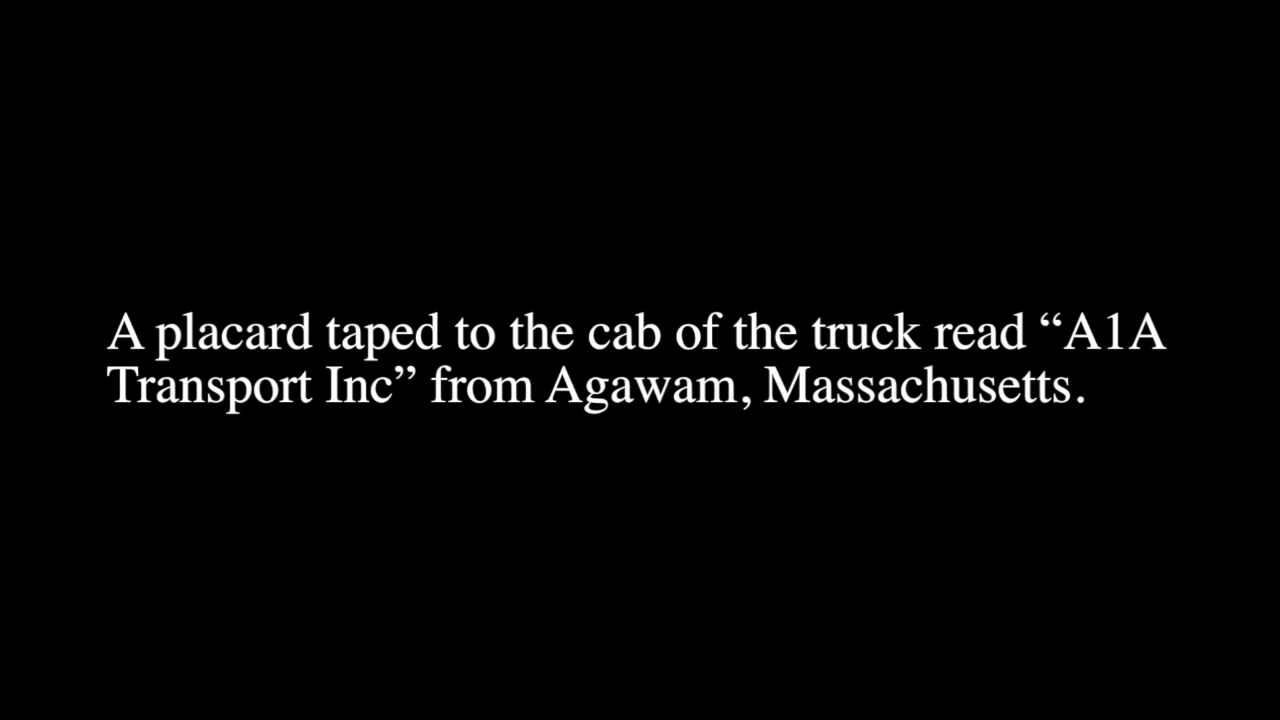 A placard taped to the cab of the truck read “A1A
Transport Inc” from Agawam, Massachusetts.